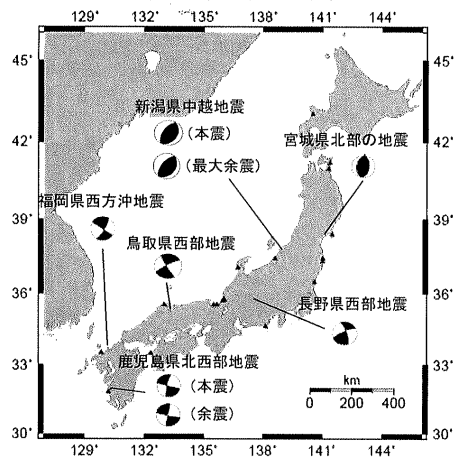 129° 132° 135° 138° 141° 144°
45°
42°
39°
36°
33°
30°
新潟県中越地震
(本震)
(最大余震)
宮城県北部の地震
福岡県西方沖地震
鳥取県西部地震
長野県西部地震
鹿児島県北西部地震
(本震)
(余震)
km
0 200 400
45°
42°
39°
36°
33°
30°
129° 132° 135° 138° 141° 144°